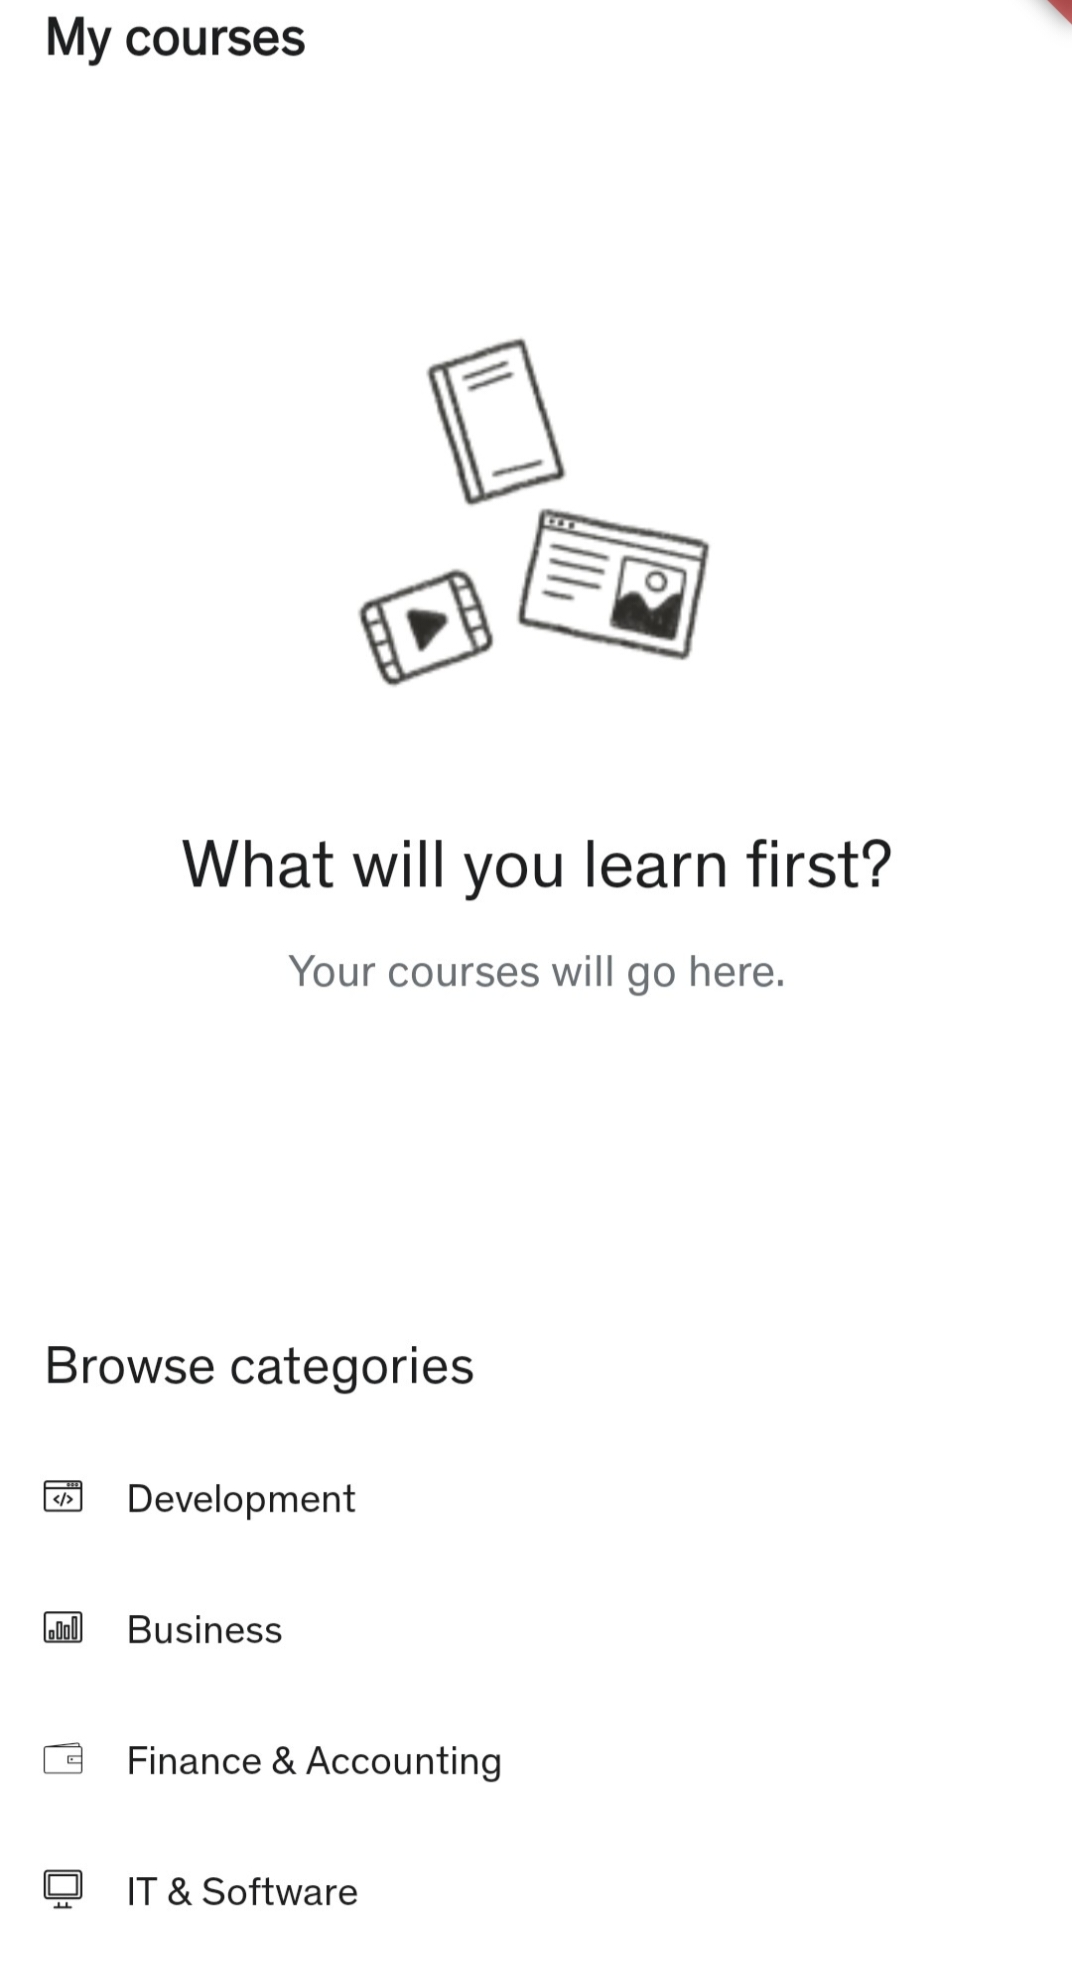 My courses
What will you learn first?
Your courses will go here.
Browse categories
Development
Business
Finance & Accounting
IT & Software